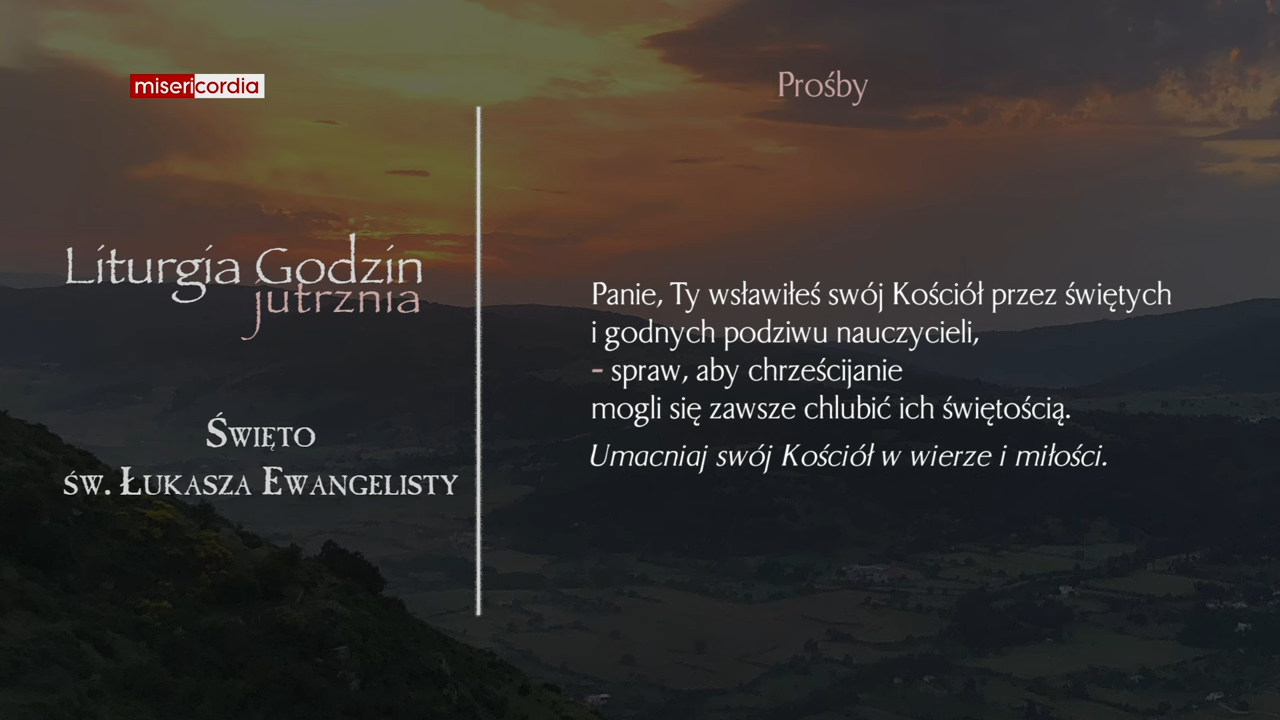 misericordia
Liturgia Godzin
jutrznia
Święto
św. Łukasza Ewangelisty
Prośby
Panie, Ty wsławiłeś swój Kościół przez świętych
i godnych podziwu nauczycieli,
- spraw, aby chrześcijanie
mogli się zawsze chlubić ich świętością.
Umacniaj swój Kościół w wierze i miłości.